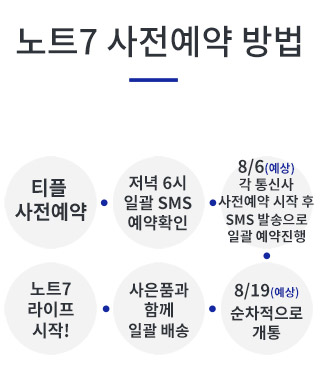 노트7 사전예약 방법
티플
사전예약
저녁 6시
일괄 SMS
예약확인
8/6(예상)
각 통신사
사전예약 시작 후
SMS 발송으로
일괄 예약진행
8/19(예상)
순차적으로
개통
사은품과
함께
일괄 배송
노트7
라이프
시작!